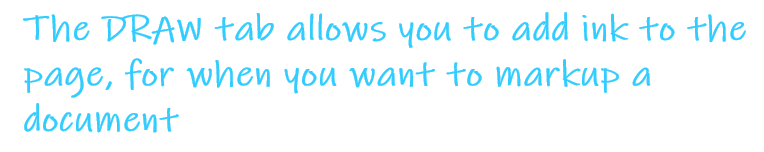 The DRAW tab allows you to add ink to the
page, for when you want to markup a
document